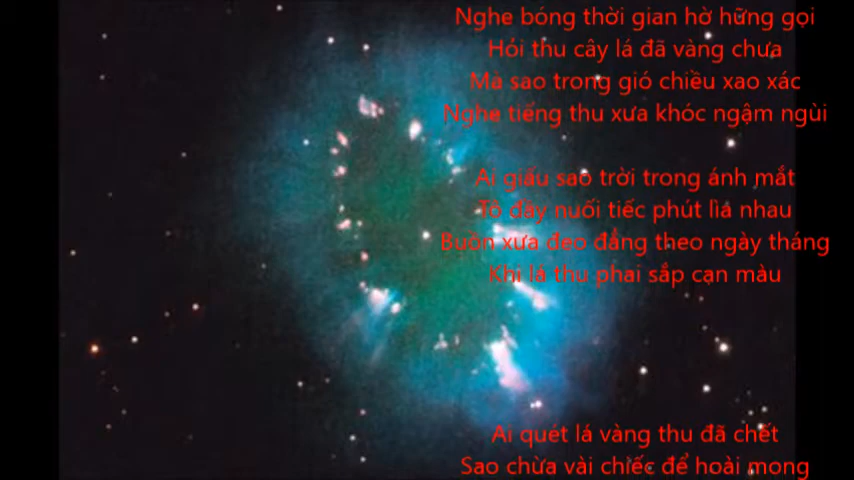 Nghe bóng thời gian hờ hững gọi
Hỏi thu cây lá đã vàng chưa
Mà sao trong gió chiều xao xác
Nghe tiếng thu xưa khóc ngậm ngùi
Ai giấu sao trời trong ánh mắt
Tô đầy nuối tiếc phút lìa nhau
Buồn xưa đeo đẳng theo ngày tháng
Khi lá thu phai sắp cạn màu
Ai quét lá vàng thu đã chết
Sao chừa vài chiếc để hoài mong